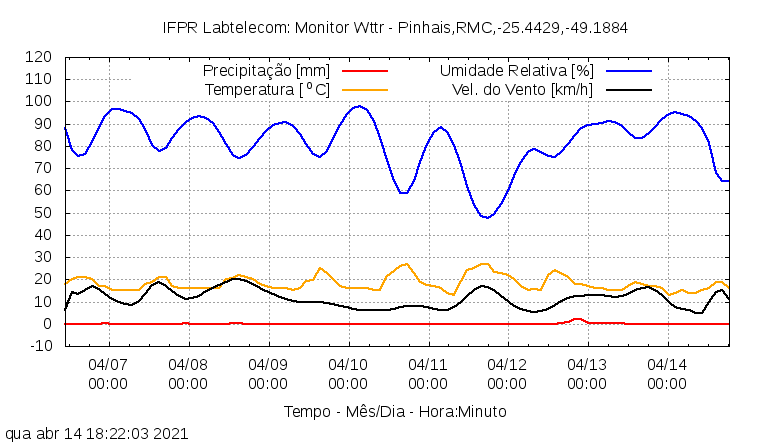 IFPR Labtelecom: Monitor Wttr - Pinhais,RMC,-25.4429,-49.1884
Precipitação [mm] Umidade Relativa [%]
Temperatura [⁰C] Vel. do Vento [km/h]
120
110
100
90
80
70
60
50
40
30
20
10
0
-10
04/07 04/08 04/09 04/10 04/11 04/12 04/13 04/14
00:00 00:00 00:00 00:00 00:00 00:00 00:00 00:00
Tempo - Mês/Dia - Hora:Minuto
qua abr 14 18:22:03 2021